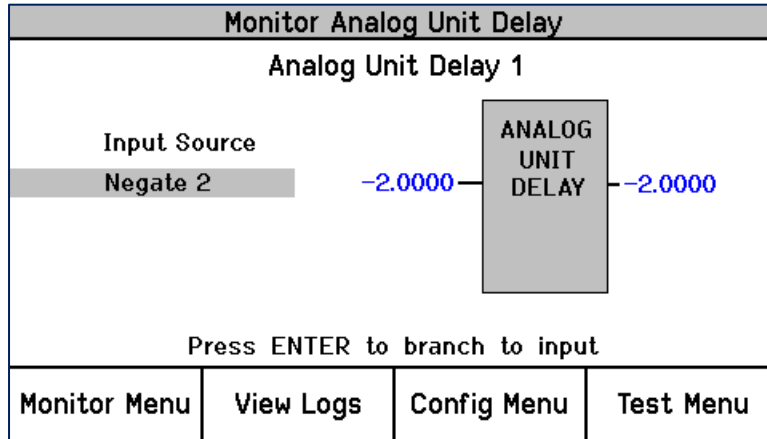 Monitor Analog Unit Delay
Analog Unit Delay 1
Input Source
Negate 2
-2.0000
ANALOG
UNIT
DELAY
-2.0000
Press ENTER to branch to input
Monitor Menu
View Logs
Config Menu
Test Menu